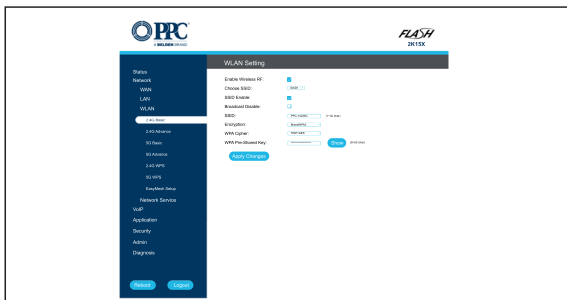 PPC
A BELDEN BRAND
FLASH
2K15X
Status
Network
WAN
LAN
WLAN
2.4G Basic
2.4G Advance
5G Basic
5G Advance
2.4G WPS
5G WPS
EasyMesh Setup
Network Service
VoIP
Application
Security
Admin
Diagnosis
Reboot
Logout
WLAN Setting
Enable Wireless RF:
Choose SSID:
SSID Enable:
Broadcast Disable:
SSID:
Encryption:
WPA Cipher:
WPA Pre-Shared Key:
Show
Apply Changes